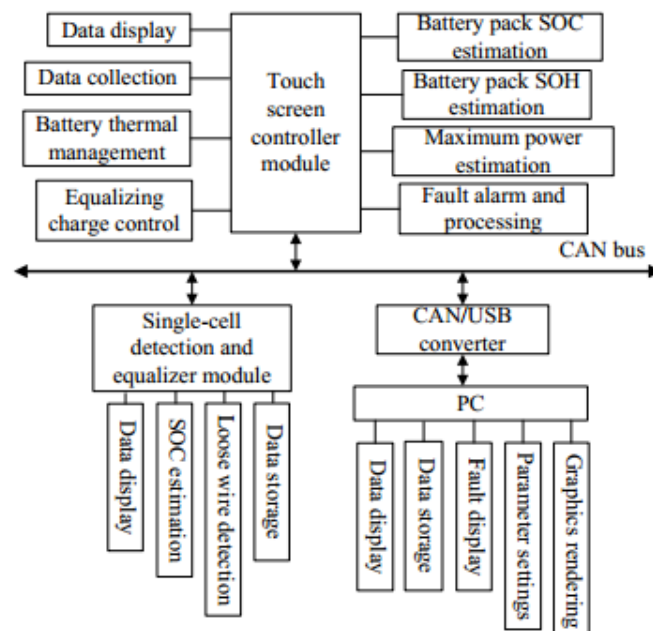 Data display
Data collection
Battery thermal
management
Equalizing
charge control
Touch
screen
controller
module
Battery pack SOC
estimation
Battery pack SOH
estimation
Maximum power
estimation
Fault alarm and
processing
CAN bus
Single-cell
detection and
equalizer module
CAN/USB
converter
PC
Data display
SOC estimation
Loose wire detection
Data storage
Data display
Data storage
Fault display
Parameter settings
Graphics rendering